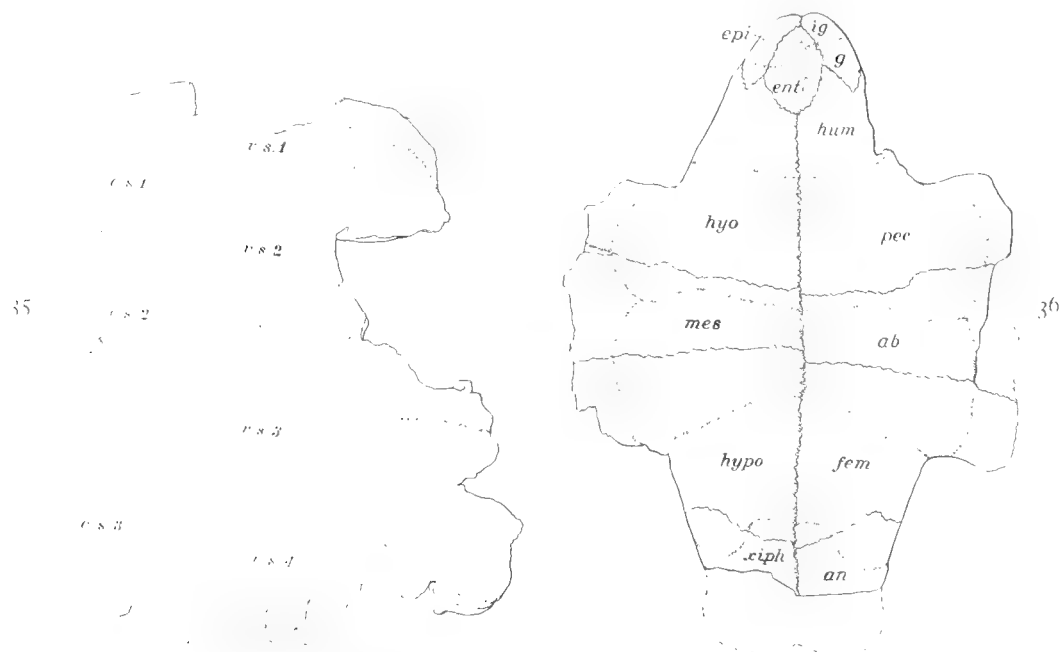 ig
epi
g
ent.
hum
v.s.1
c.s.1
hyo
pec
v.s.2
35
c.s.2
36
mes
ab
v.s.3
hypo
fem
c.s.3
v.s.4
xiph
an